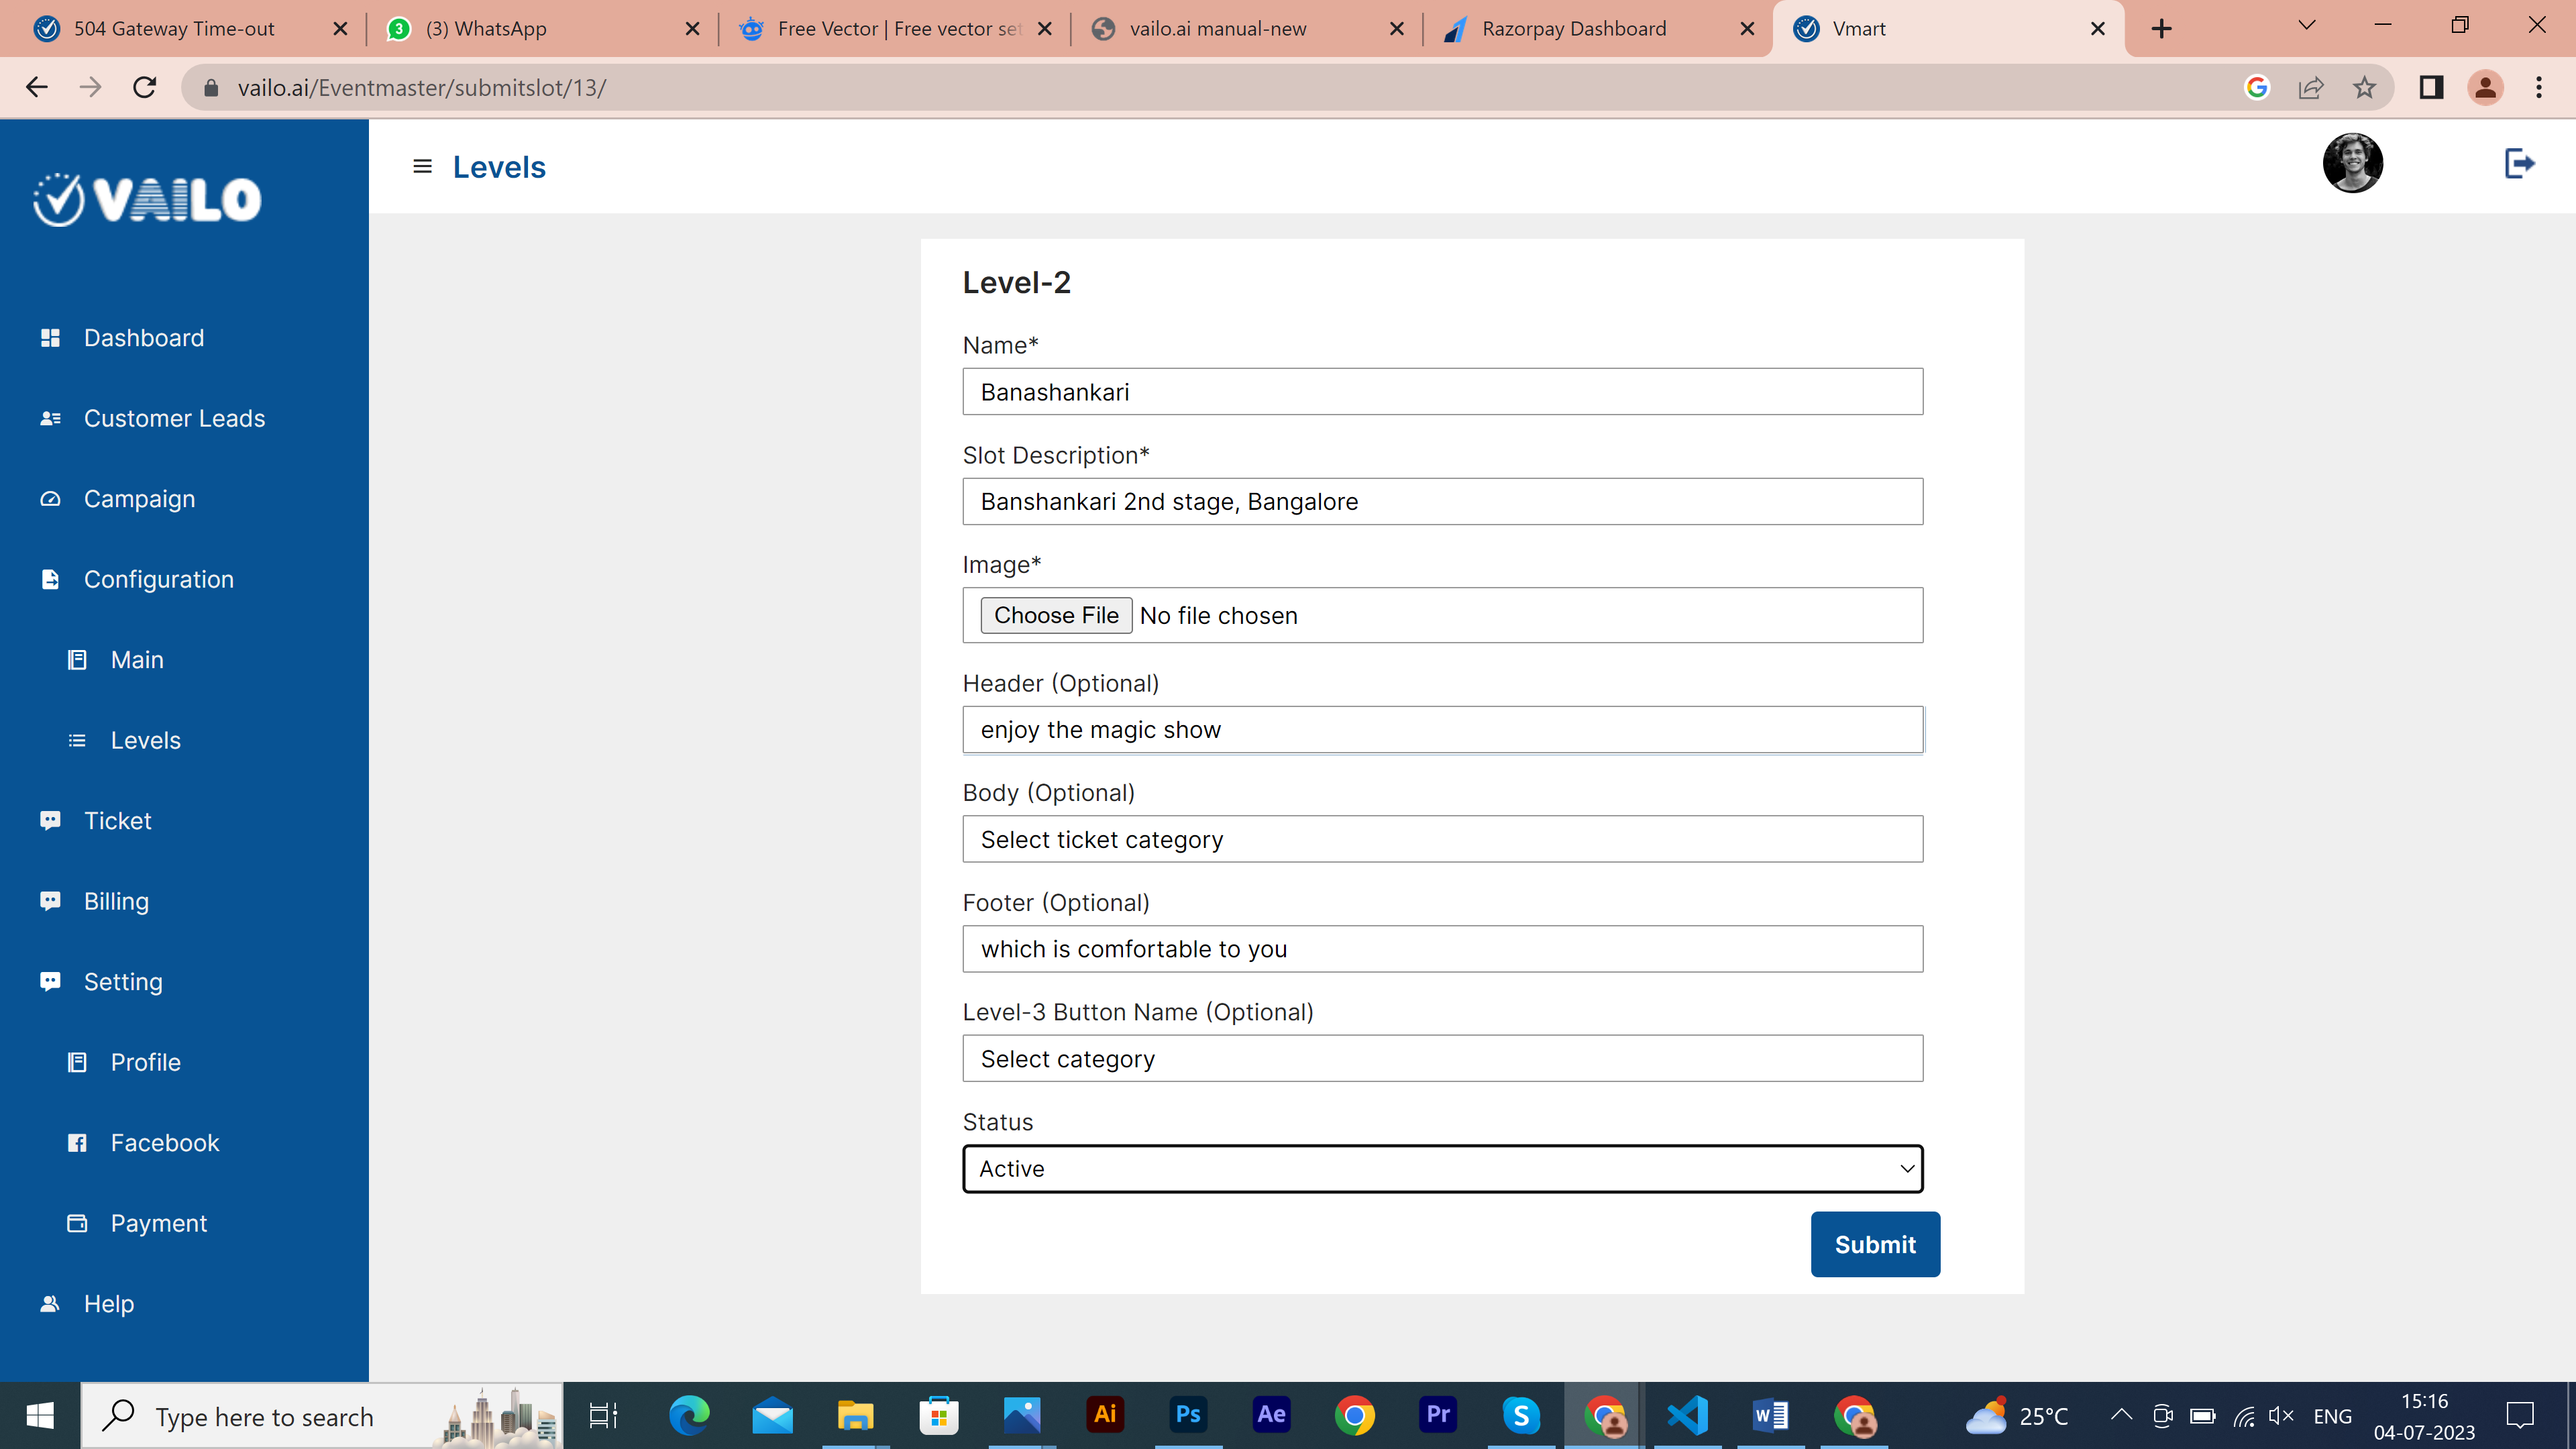 504 Gateway Time-out
3 (3) WhatsApp
Free Vector | Free vector set
vailo.ai manual-new
Razorpay Dashboard
Vmart
vailo.ai/Eventmaster/submitslot/13/
VAILO
Levels
Dashboard
Customer Leads
Campaign
Configuration
Main
Levels
Ticket
Billing
Setting
Profile
Facebook
Payment
Help
Level-2
Name*
Banashankari
Slot Description*
Banshankari 2nd stage, Bangalore
Image*
Choose File No file chosen
Header (Optional)
enjoy the magic show
Body (Optional)
Select ticket category
Footer (Optional)
which is comfortable to you
Level-3 Button Name (Optional)
Select category
Status
Active
Submit
Type here to search
Ai
Ps
Ae
Pr
S
W
25°C
ENG
15:16
04-07-2023